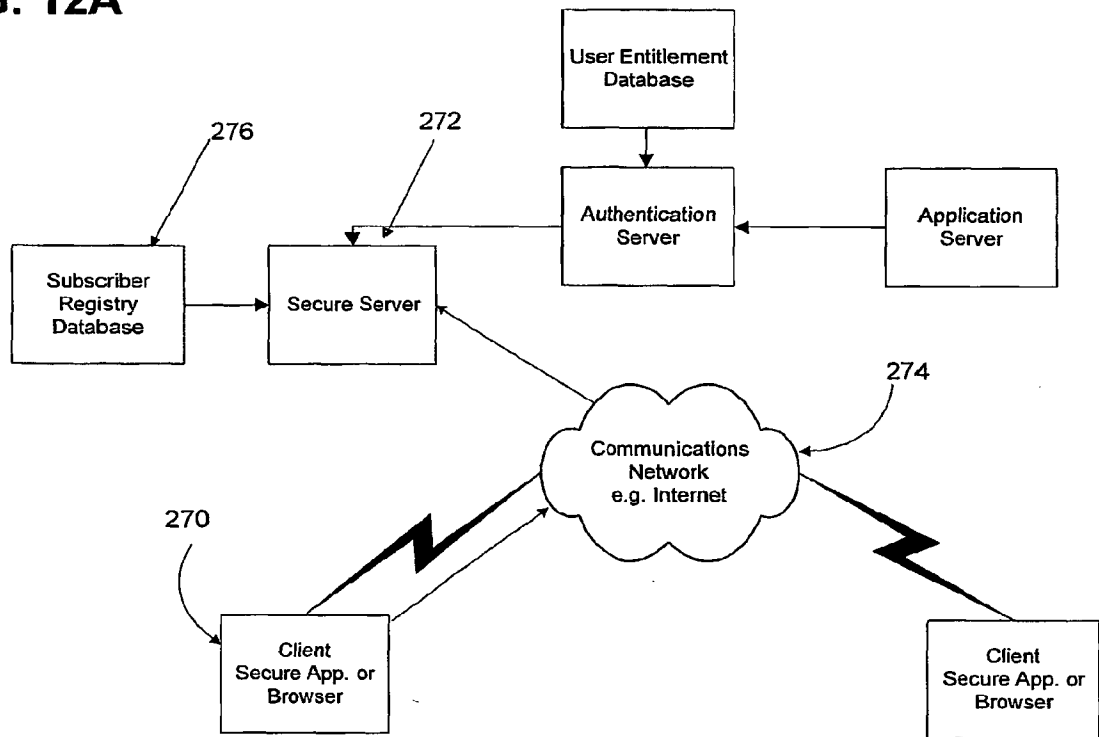 12A
User Entitlement
Database
276
272
Authentication
Server
Application
Server
Subscriber
Registry
Database
Secure Server
274
Communications
Network
e.g. Internet
270
Client
Secure App. or
Browser
Client
Secure App. or
Browser